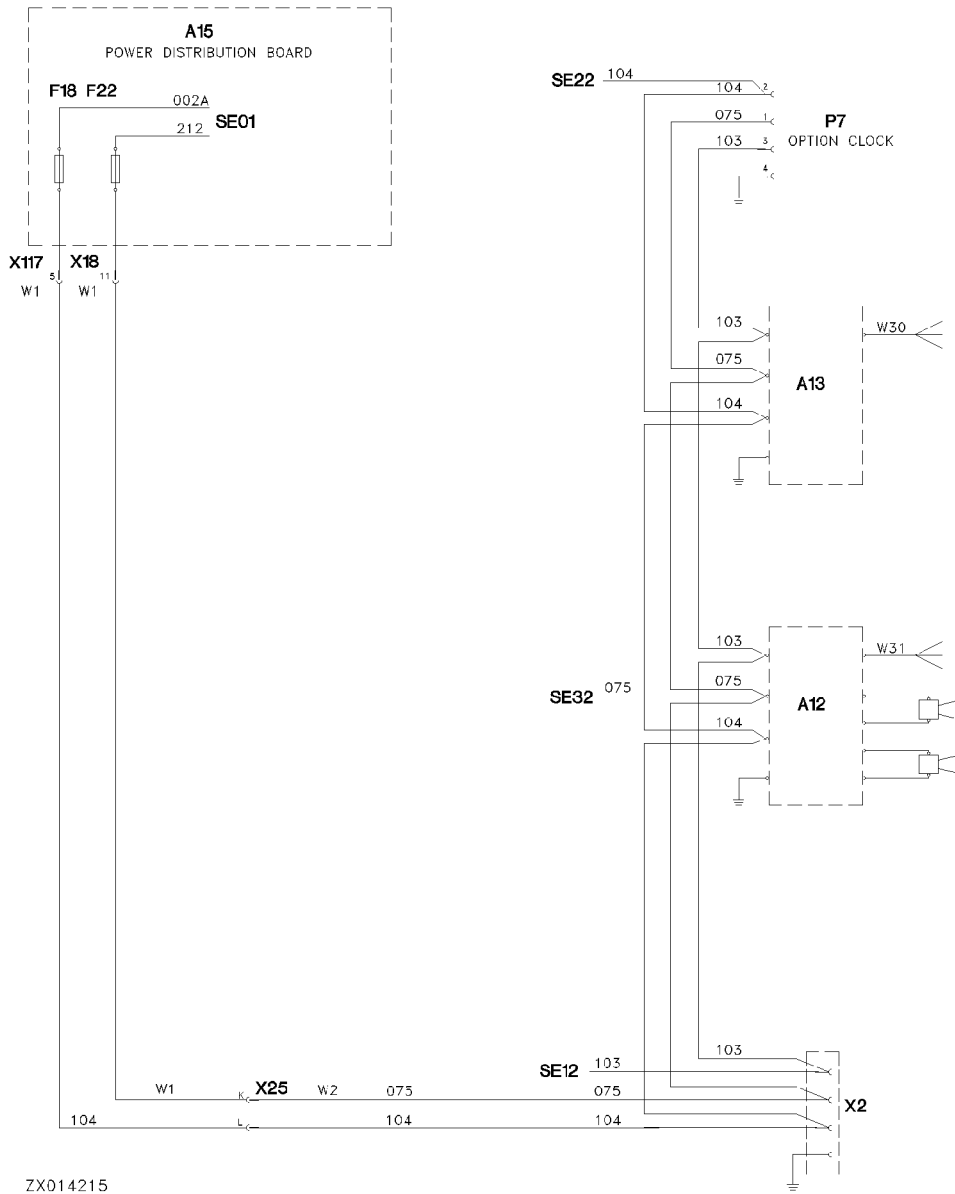 A15
POWER DISTRIBUTION BOARD
F18 F22
002A
212
SE01
X117
5
X18
11
W1
W1
SE22
104
104
2
075
1
103
3
4
P7
OPTION CLOCK
103
075
104
A13
W30
103
075
104
A12
W31
SE32
075
103
SE12
103
W1
K
X25
W2
075
075
X2
104
L
104
104
ZX014215